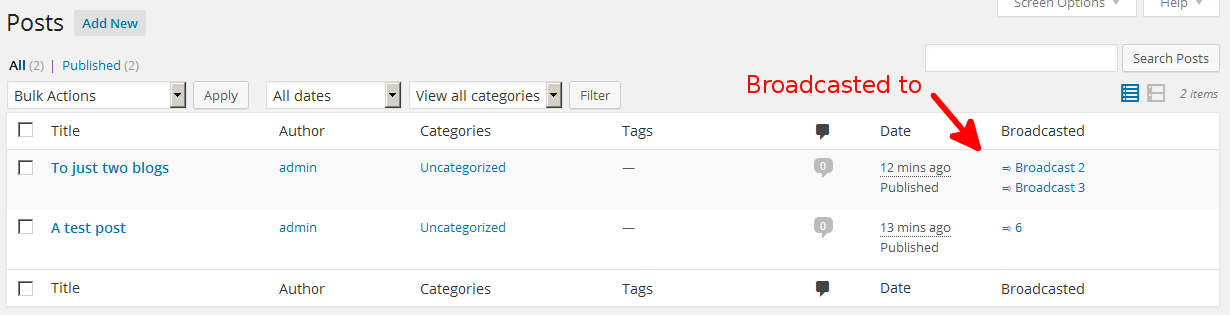 Screen Options Help
Posts Add New
All (2) | Published (2)
Search Posts
Broadcasted to
Bulk Actions Apply All dates View all categories Filter 2 items
Title Author Categories Tags Date Broadcasted
To just two blogs admin Uncategorized — 0 12 mins ago ⇒ Broadcast 2
Published ⇒ Broadcast 3
A test post admin Uncategorized — 0 13 mins ago ⇒ 6
Published
Title Author Categories Tags Date Broadcasted